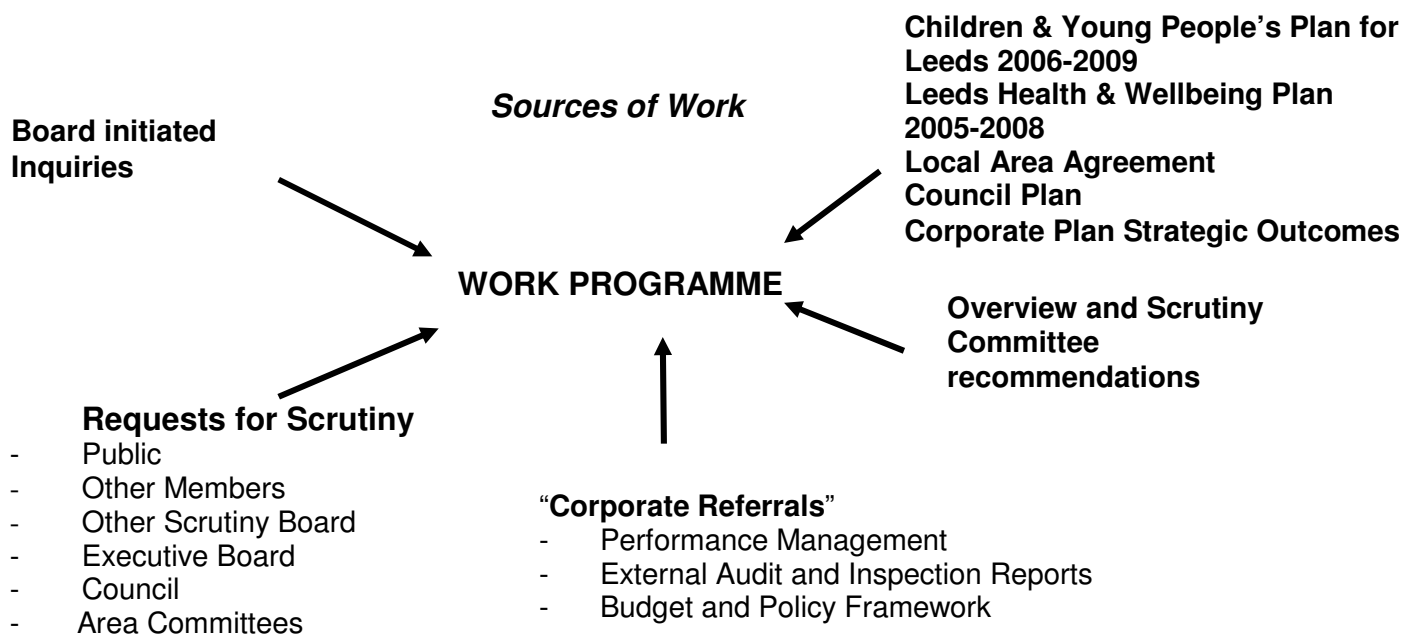 Sources of Work
Board initiated
Inquiries
Children & Young People’s Plan for
Leeds 2006-2009
Leeds Health & Wellbeing Plan
2005-2008
Local Area Agreement
Council Plan
Corporate Plan Strategic Outcomes
WORK PROGRAMME
Overview and Scrutiny
Committee
recommendations
Requests for Scrutiny
- Public
- Other Members
- Other Scrutiny Board
- Executive Board
- Council
- Area Committees
“Corporate Referrals”
- Performance Management
- External Audit and Inspection Reports
- Budget and Policy Framework